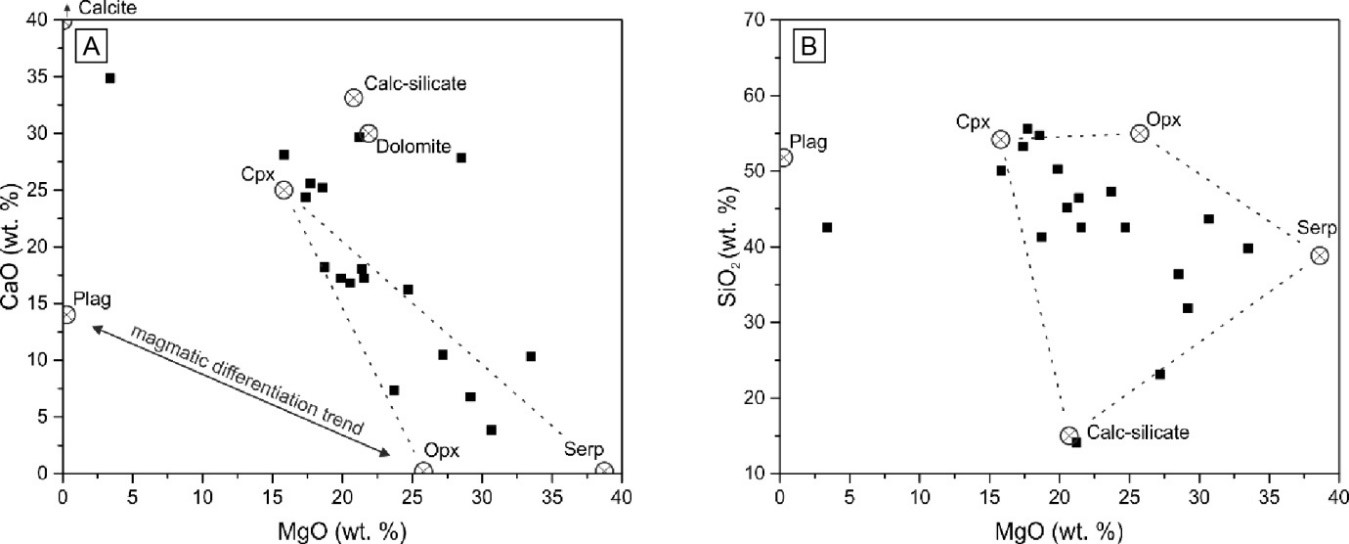 Calcite
40
A
35
Calc-silicate
30
Dolomite
Cpx
25
20
15
Plag
magmatic differentiation trend
10
5
Opx
Serp
0
0 5 10 15 20 25 30 35 40
MgO (wt. %)
CaO (wt. %)
70
B
60
Cpx
Opx
Plag
50
40
Serp
30
20
Calc-silicate
10
0 5 10 15 20 25 30 35 40
MgO (wt. %)
SiO₂ (wt. %)